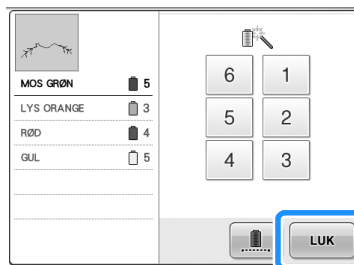 MOS GRØN 5
LYS ORANGE 3
RØD 4
GUL 5
6 1
5 2
4 3
LUK